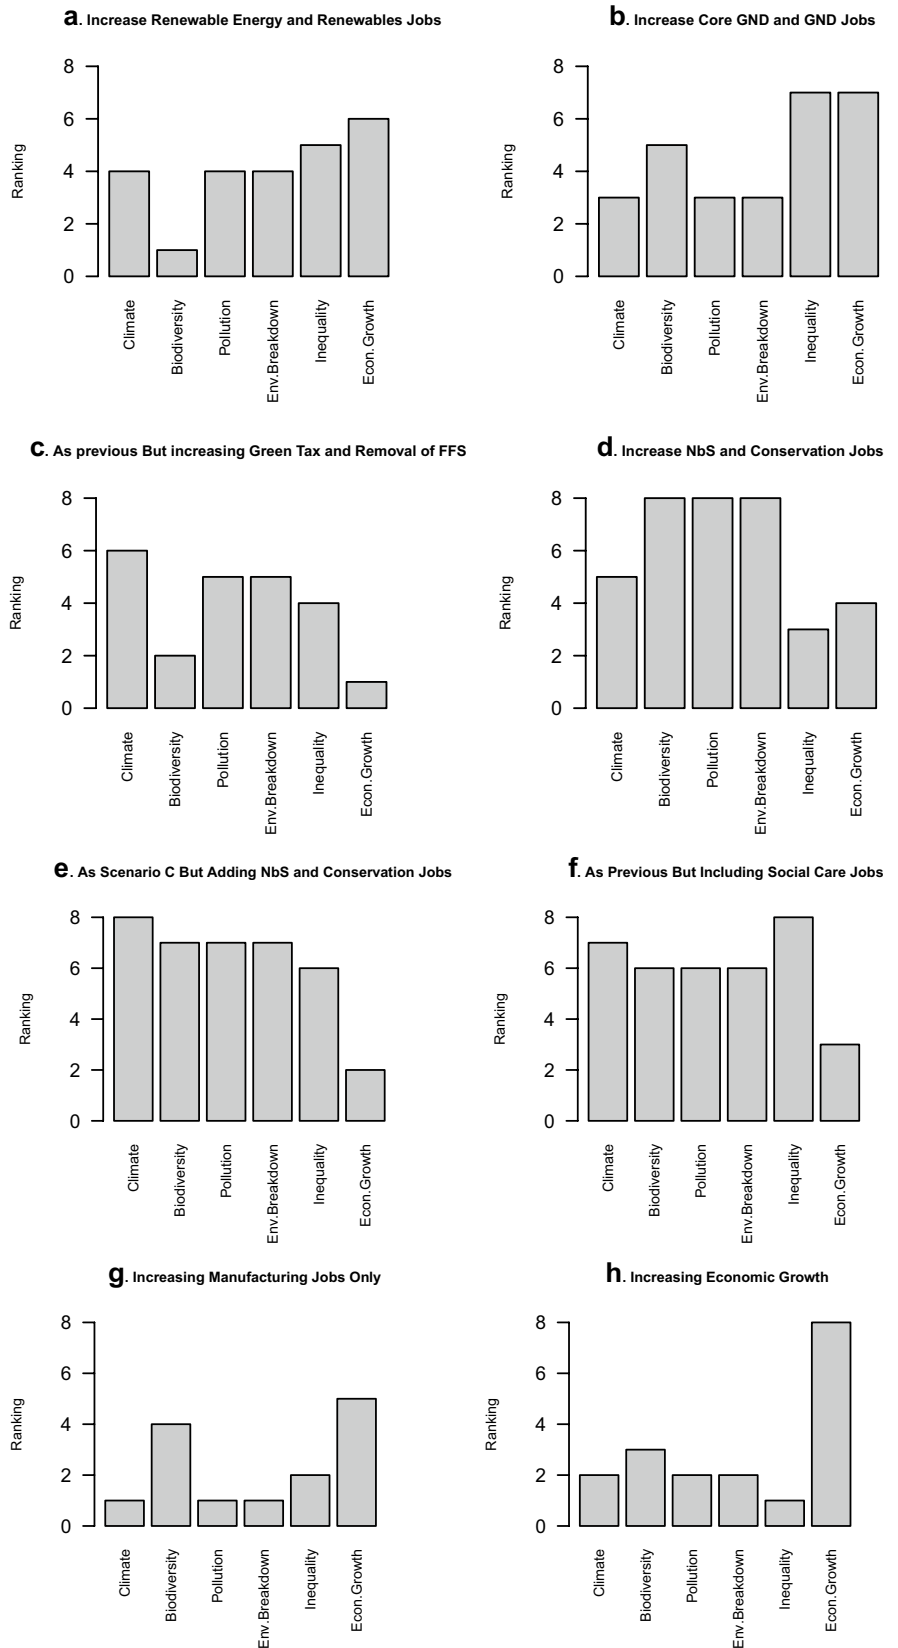 a. Increase Renewable Energy and Renewables Jobs
Ranking
8
6
4
2
0
Climate
Biodiversity
Pollution
Env.Breakdown
Inequality
Econ.Growth
b. Increase Core GND and GND Jobs
Ranking
8
6
4
2
0
Climate
Biodiversity
Pollution
Env.Breakdown
Inequality
Econ.Growth
c. As previous But increasing Green Tax and Removal of FFS
Ranking
8
6
4
2
0
Climate
Biodiversity
Pollution
Env.Breakdown
Inequality
Econ.Growth
d. Increase NbS and Conservation Jobs
Ranking
8
6
4
2
0
Climate
Biodiversity
Pollution
Env.Breakdown
Inequality
Econ.Growth
e. As Scenario C But Adding NbS and Conservation Jobs
Ranking
8
6
4
2
0
Climate
Biodiversity
Pollution
Env.Breakdown
Inequality
Econ.Growth
f. As Previous But Including Social Care Jobs
Ranking
8
6
4
2
0
Climate
Biodiversity
Pollution
Env.Breakdown
Inequality
Econ.Growth
g. Increasing Manufacturing Jobs Only
Ranking
8
6
4
2
0
Climate
Biodiversity
Pollution
Env.Breakdown
Inequality
Econ.Growth
h. Increasing Economic Growth
Ranking
8
6
4
2
0
Climate
Biodiversity
Pollution
Env.Breakdown
Inequality
Econ.Growth